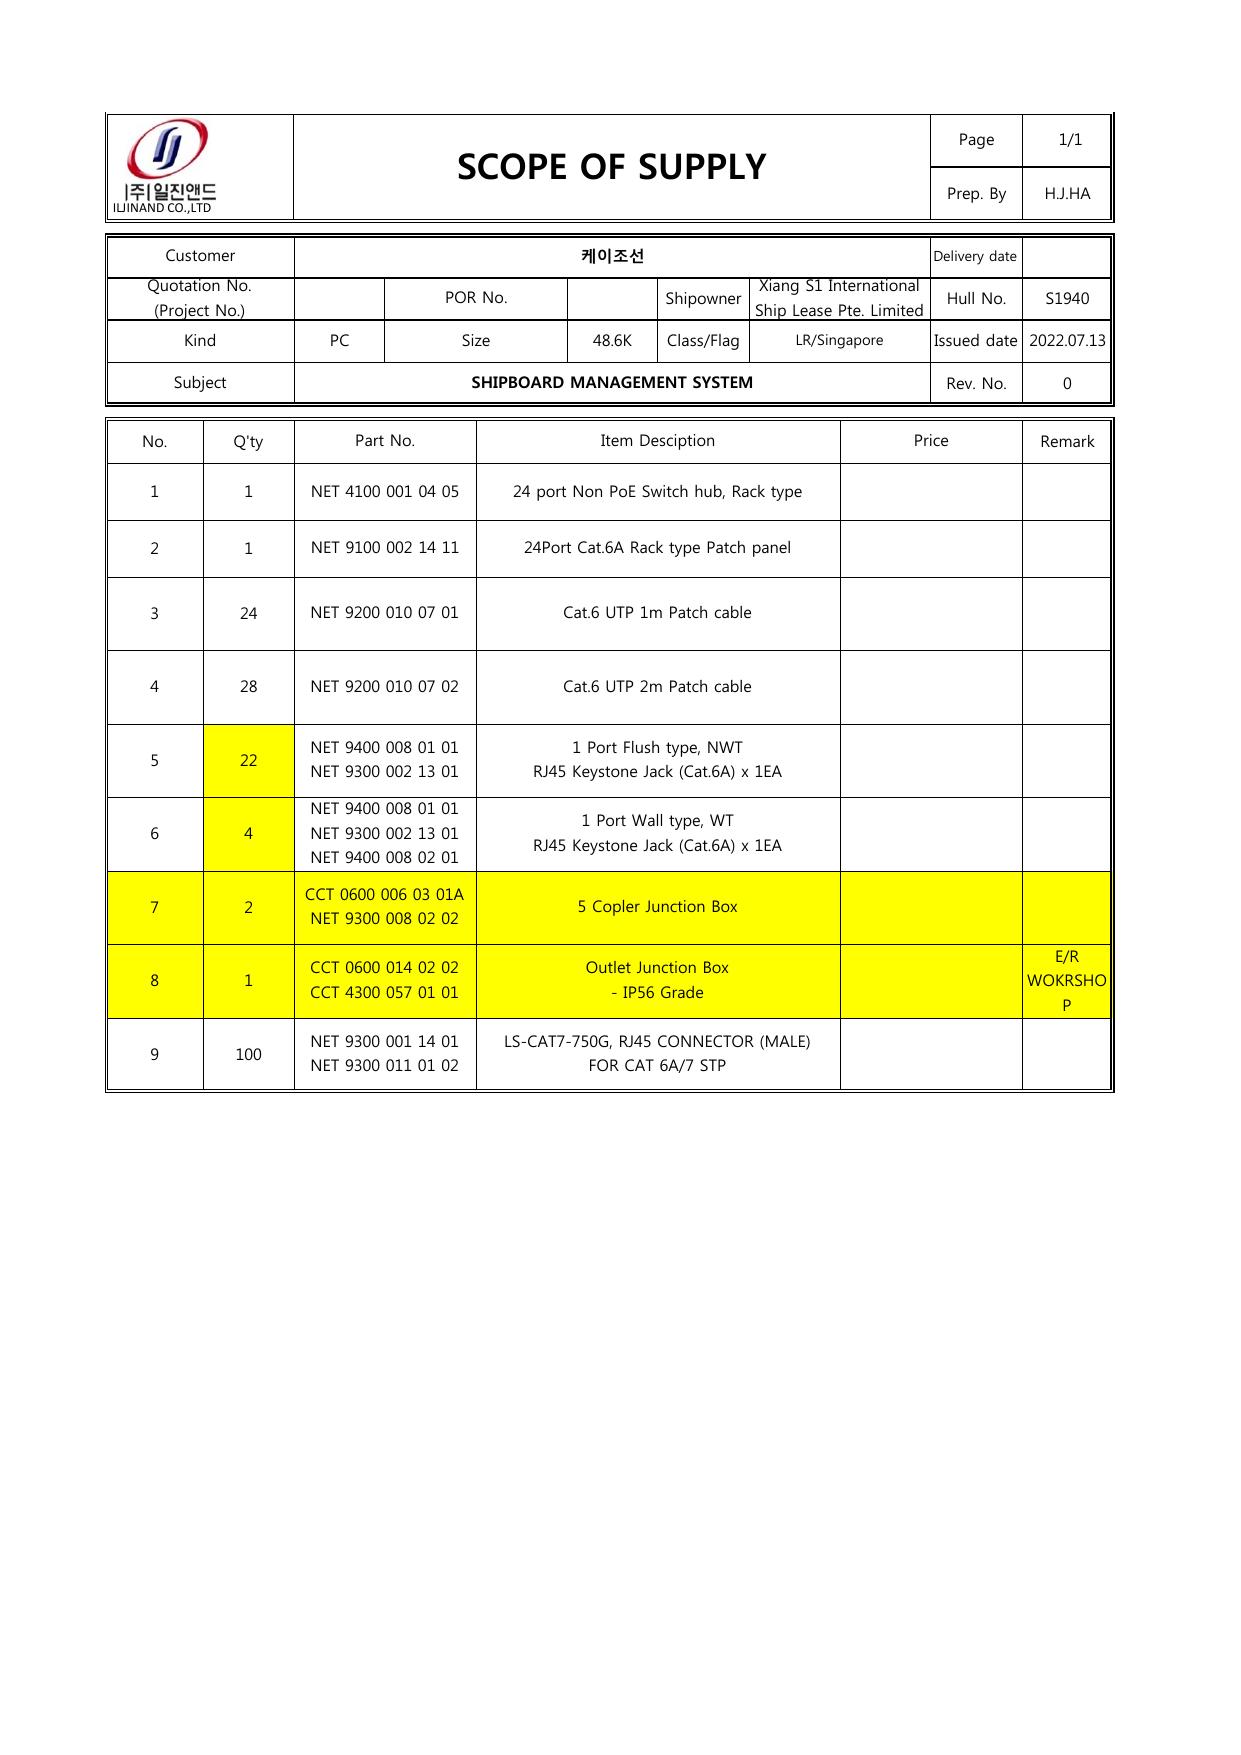 |주|일진앤드
ILJINAND CO.,LTD
SCOPE OF SUPPLY
Page
1/1
Prep. By
H.J.HA
Customer
케이조선
Delivery date
Quotation No.
(Project No.)
POR No.
Shipowner
Xiang S1 International
Ship Lease Pte. Limited
Hull No.
S1940
Kind
PC
Size
48.6K
Class/Flag
LR/Singapore
Issued date
2022.07.13
Subject
SHIPBOARD MANAGEMENT SYSTEM
Rev. No.
0
No.
Q'ty
Part No.
Item Desciption
Price
Remark
1
1
NET 4100 001 04 05
24 port Non PoE Switch hub, Rack type
2
1
NET 9100 002 14 11
24Port Cat.6A Rack type Patch panel
3
24
NET 9200 010 07 01
Cat.6 UTP 1m Patch cable
4
28
NET 9200 010 07 02
Cat.6 UTP 2m Patch cable
5
22
NET 9400 008 01 01
NET 9300 002 13 01
1 Port Flush type, NWT
RJ45 Keystone Jack (Cat.6A) x 1EA
6
4
NET 9400 008 01 01
NET 9300 002 13 01
NET 9400 008 02 01
1 Port Wall type, WT
RJ45 Keystone Jack (Cat.6A) x 1EA
7
2
CCT 0600 006 03 01A
NET 9300 008 02 02
5 Copler Junction Box
8
1
CCT 0600 014 02 02
CCT 4300 057 01 01
Outlet Junction Box
- IP56 Grade
E/R
WOKRSHO
P
9
100
NET 9300 001 14 01
NET 9300 011 01 02
LS-CAT7-750G, RJ45 CONNECTOR (MALE)
FOR CAT 6A/7 STP